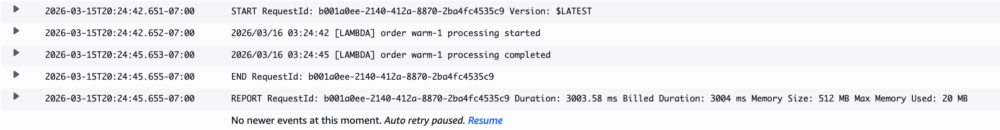 2026-03-15T20:24:42.651-07:00 START RequestId: b001a0ee-2140-412a-8870-2ba4fc4535c9 Version: $LATEST
2026-03-15T20:24:42.652-07:00 2026/03/16 03:24:42 [LAMBDA] order warm-1 processing started
2026-03-15T20:24:45.653-07:00 2026/03/16 03:24:45 [LAMBDA] order warm-1 processing completed
2026-03-15T20:24:45.655-07:00 END RequestId: b001a0ee-2140-412a-8870-2ba4fc4535c9
2026-03-15T20:24:45.655-07:00 REPORT RequestId: b001a0ee-2140-412a-8870-2ba4fc4535c9 Duration: 3003.58 ms Billed Duration: 3004 ms Memory Size: 512 MB Max Memory Used: 20 MB
No newer events at this moment. Auto retry paused. Resume